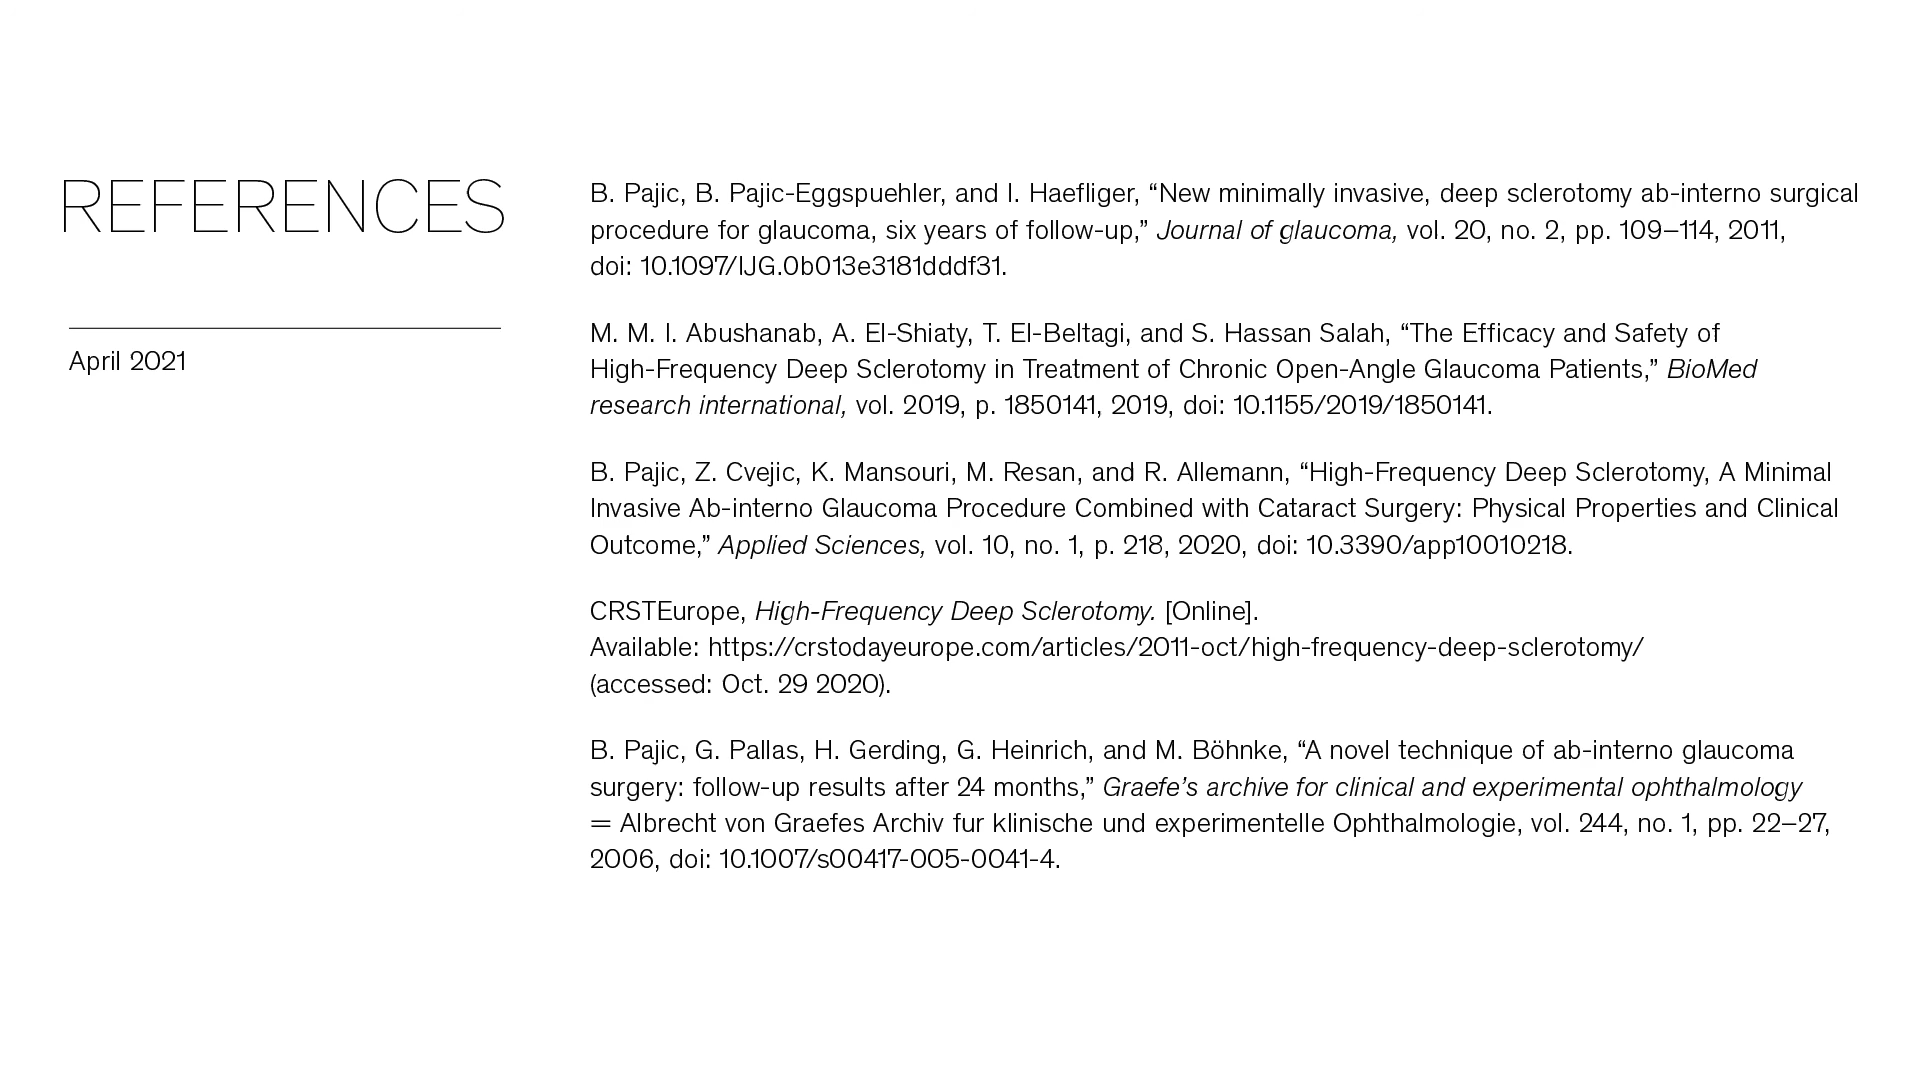 REFERENCES
April 2021
B. Pajic, B. Pajic-Eggspuehler, and I. Haefliger, “New minimally invasive, deep sclerotomy ab-interno surgical
procedure for glaucoma, six years of follow-up,” Journal of glaucoma, vol. 20, no. 2, pp. 109–114, 2011,
doi: 10.1097/IJG.0b013e3181dddf31.
M. M. I. Abushanab, A. El-Shiaty, T. El-Beltagi, and S. Hassan Salah, “The Efficacy and Safety of
High-Frequency Deep Sclerotomy in Treatment of Chronic Open-Angle Glaucoma Patients,” BioMed
research international, vol. 2019, p. 1850141, 2019, doi: 10.1155/2019/1850141.
B. Pajic, Z. Cvejic, K. Mansouri, M. Resan, and R. Allemann, “High-Frequency Deep Sclerotomy, A Minimal
Invasive Ab-interno Glaucoma Procedure Combined with Cataract Surgery: Physical Properties and Clinical
Outcome,” Applied Sciences, vol. 10, no. 1, p. 218, 2020, doi: 10.3390/app10010218.
CRSTEurope, High-Frequency Deep Sclerotomy. [Online].
Available: https://crstodayeurope.com/articles/2011-oct/high-frequency-deep-sclerotomy/
(accessed: Oct. 29 2020).
B. Pajic, G. Pallas, H. Gerding, G. Heinrich, and M. Böhnke, “A novel technique of ab-interno glaucoma
surgery: follow-up results after 24 months,” Graefe’s archive for clinical and experimental ophthalmology
= Albrecht von Graefes Archiv fur klinische und experimentelle Ophthalmologie, vol. 244, no. 1, pp. 22–27,
2006, doi: 10.1007/s00417-005-0041-4.